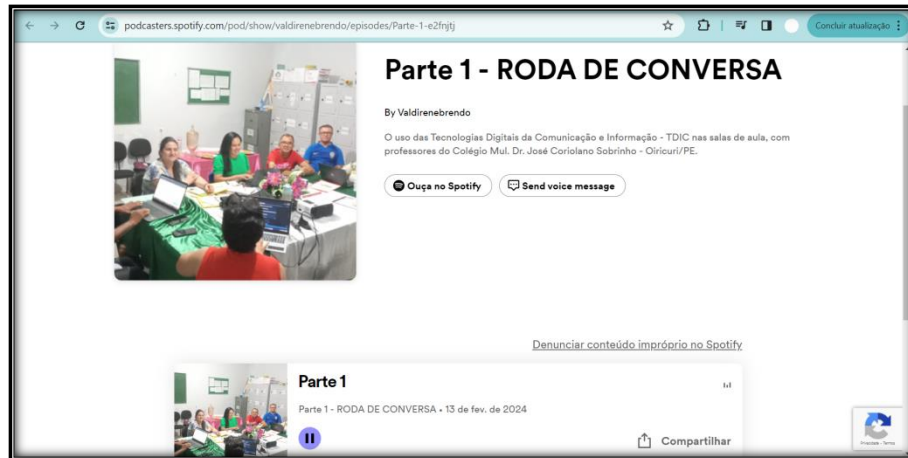 podcasters.spotify.com/pod/show/valdirenebrendo/episodes/Parte-1-e2fnjtj
Concluir atualização
Parte 1 - RODA DE CONVERSA
By Valdirenebrendo
O uso das Tecnologias Digitais da Comunicação e Informação - TDIC nas salas de aula, com
professores do Colégio Mul. Dr. José Coriolano Sobrinho - Oiricuri/PE.
Ouça no Spotify
Send voice message
Denunciar conteúdo impróprio no Spotify
Parte 1
Parte 1 - RODA DE CONVERSA • 13 de fev. de 2024
Compartilhar
Privacidade - Termos